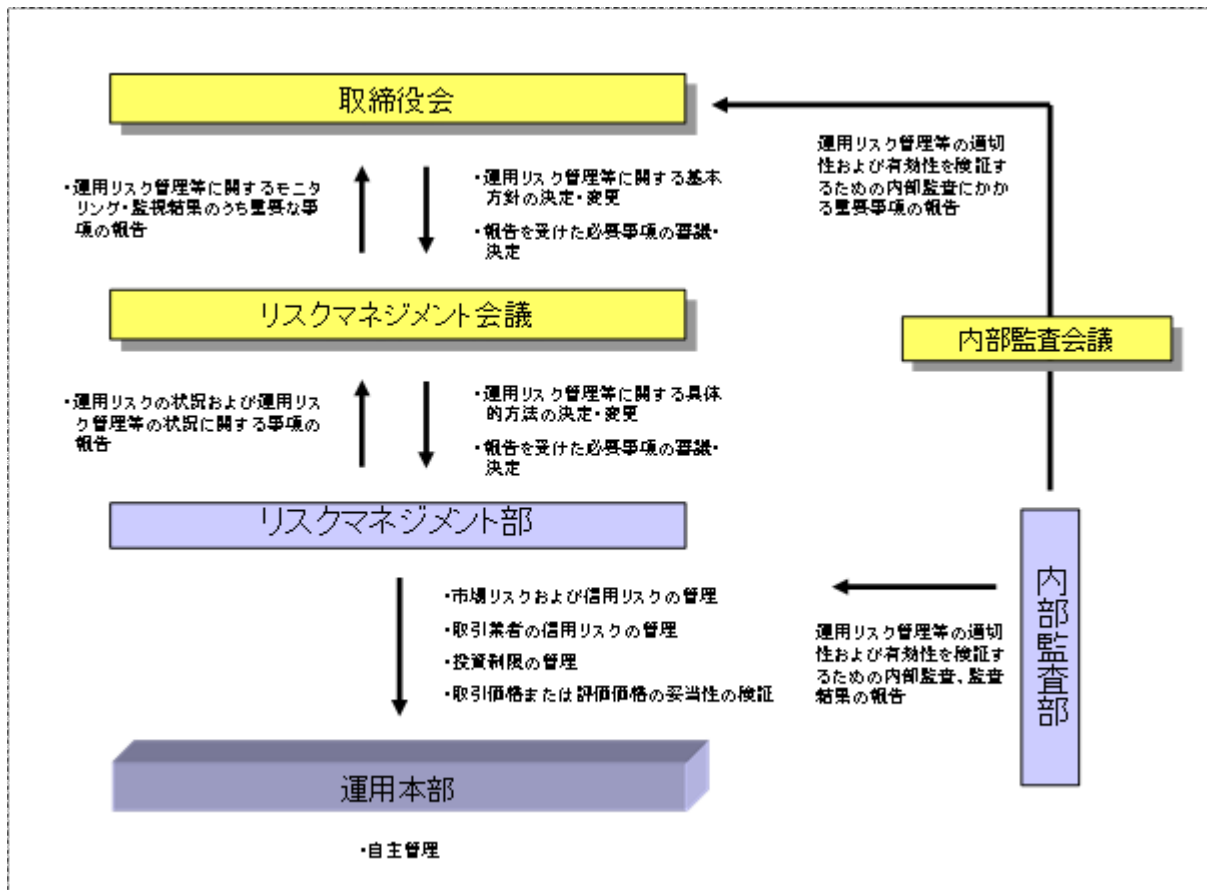 取締役会
・運用リスク管理等に関するモニ
タリング・監視結果のうち重要な事
項の報告
・運用リスク管理等に関する基本
方針の決定・変更
・報告を受けた必要事項の審議・
決定
運用リスク管理等の適切
性および有効性を検証す
るための内部監査にかか
る重要事項の報告
リスクマネジメント会議
内部監査会議
・運用リスクの状況および運用リス
ク管理等の状況に関する事項の
報告
・運用リスク管理等に関する具体
的方法の決定・変更
・報告を受けた必要事項の審議・
決定
リスクマネジメント部
内部監査部
・市場リスクおよび信用リスクの管理
・取引業者の信用リスクの管理
・投資制限の管理
・取引価格または評価価格の妥当性の検証
運用リスク管理等の適切
性および有効性を検証す
るための内部監査、監査
結果の報告
運用本部
・自主管理